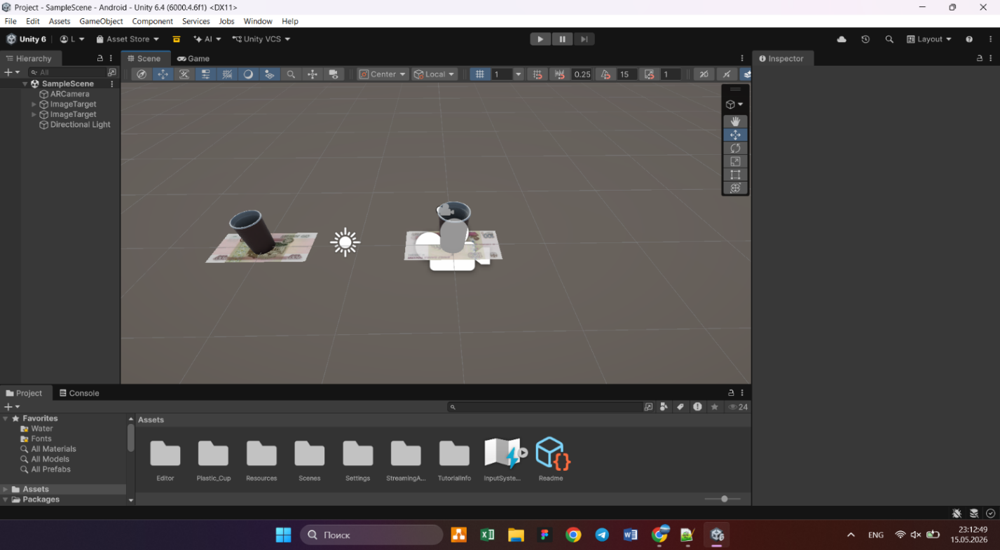 Project - SampleScene - Android - Unity 6.4 (6000.4.6f1) <DX11>
File Edit Assets GameObject Component Services Jobs Window Help
Unity 6 L Asset Store AI Unity VCS Layout
Hierarchy
Scene Game
Inspector
All
Center Local 1 0.25 15 1
SampleScene
ARCamera
ImageTarget
ImageTarget
Directional Light
Project Console
24
Favorites
Water
Fonts
All Materials
All Models
All Prefabs
Assets
Packages
Assets
Editor Plastic_Cup Resources Scenes Settings StreamingA... TutorialInfo InputSyste... Readme
Поиск
ENG
23:12:49
15.05.2026